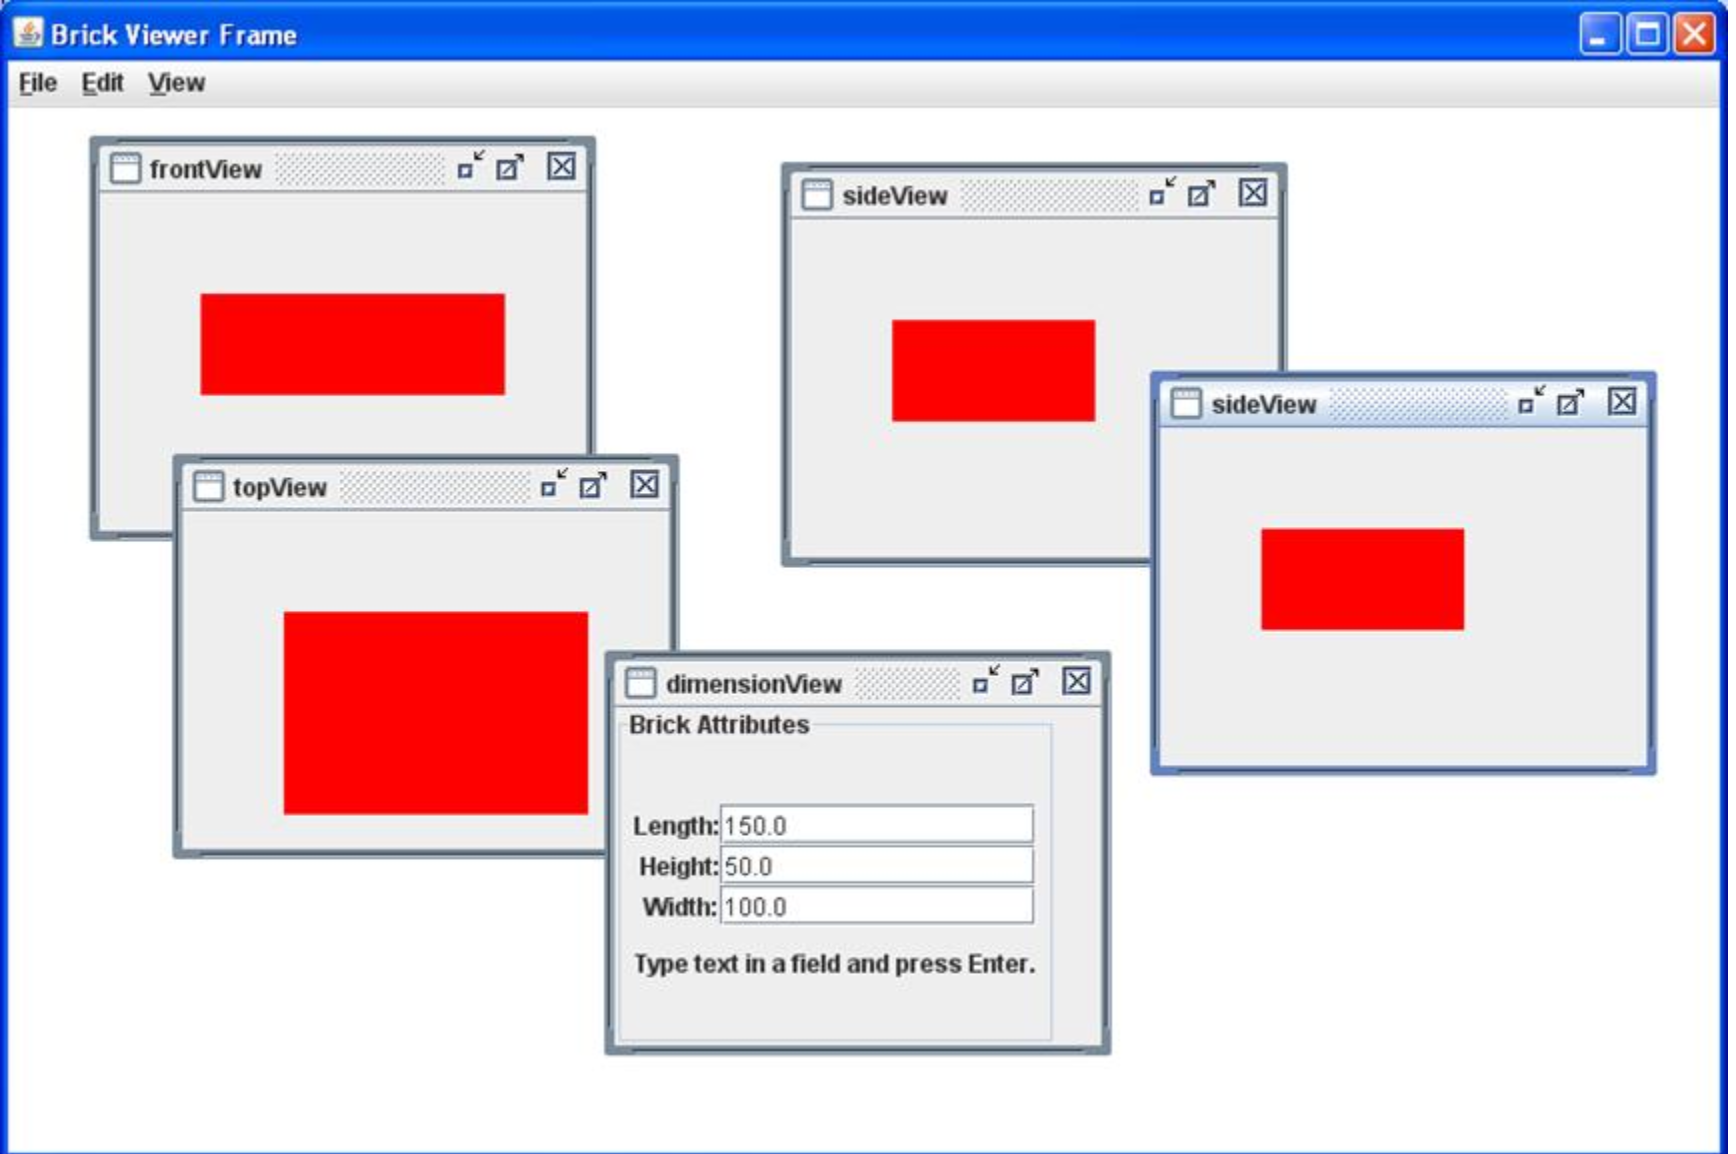 Brick Viewer Frame
File Edit View
frontView
sideView
sideView
topView
dimensionView
Brick Attributes
Length: 150.0
Height: 50.0
Width: 100.0
Type text in a field and press Enter.